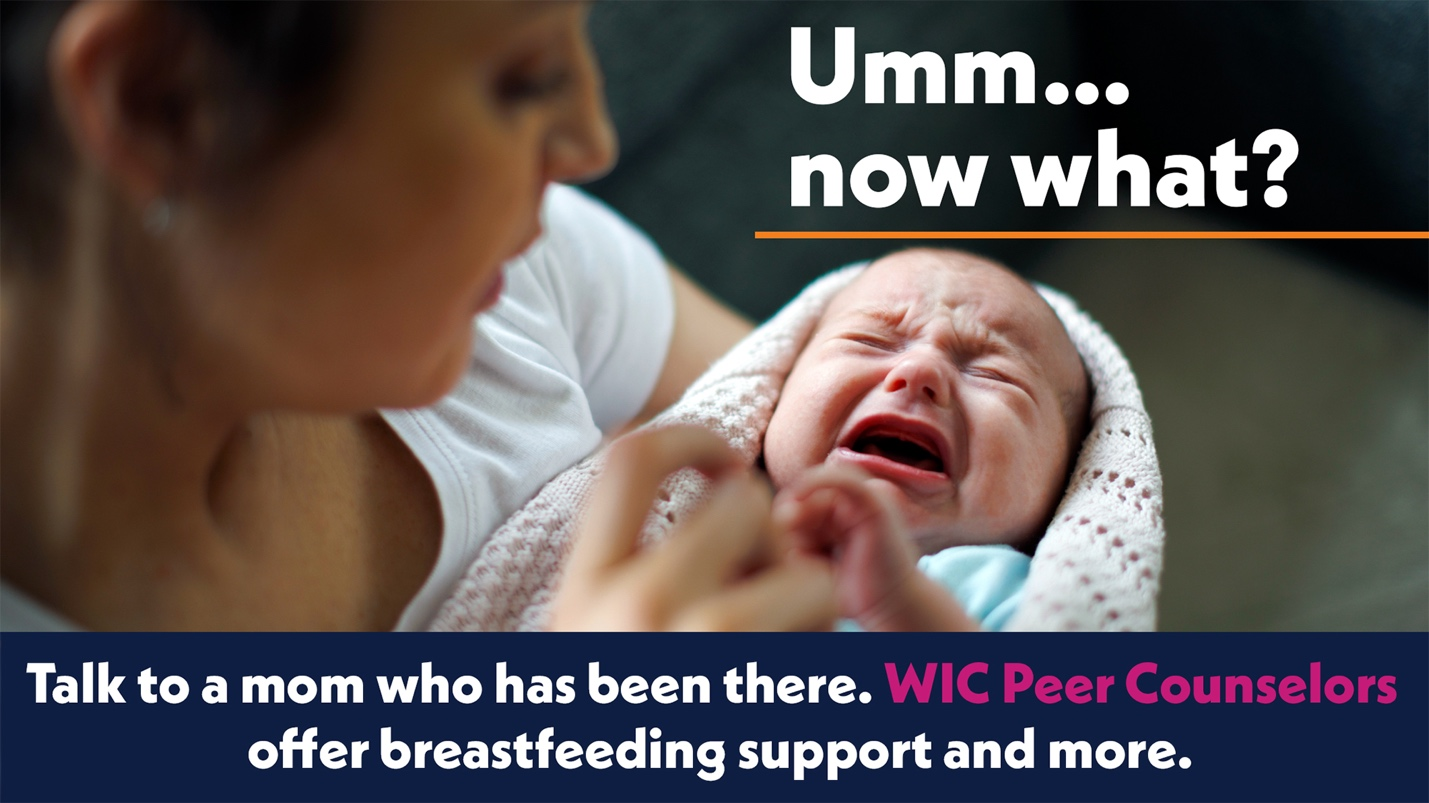 Umm...
now what?
Talk to a mom who has been there. WIC Peer Counselors
offer breastfeeding support and more.